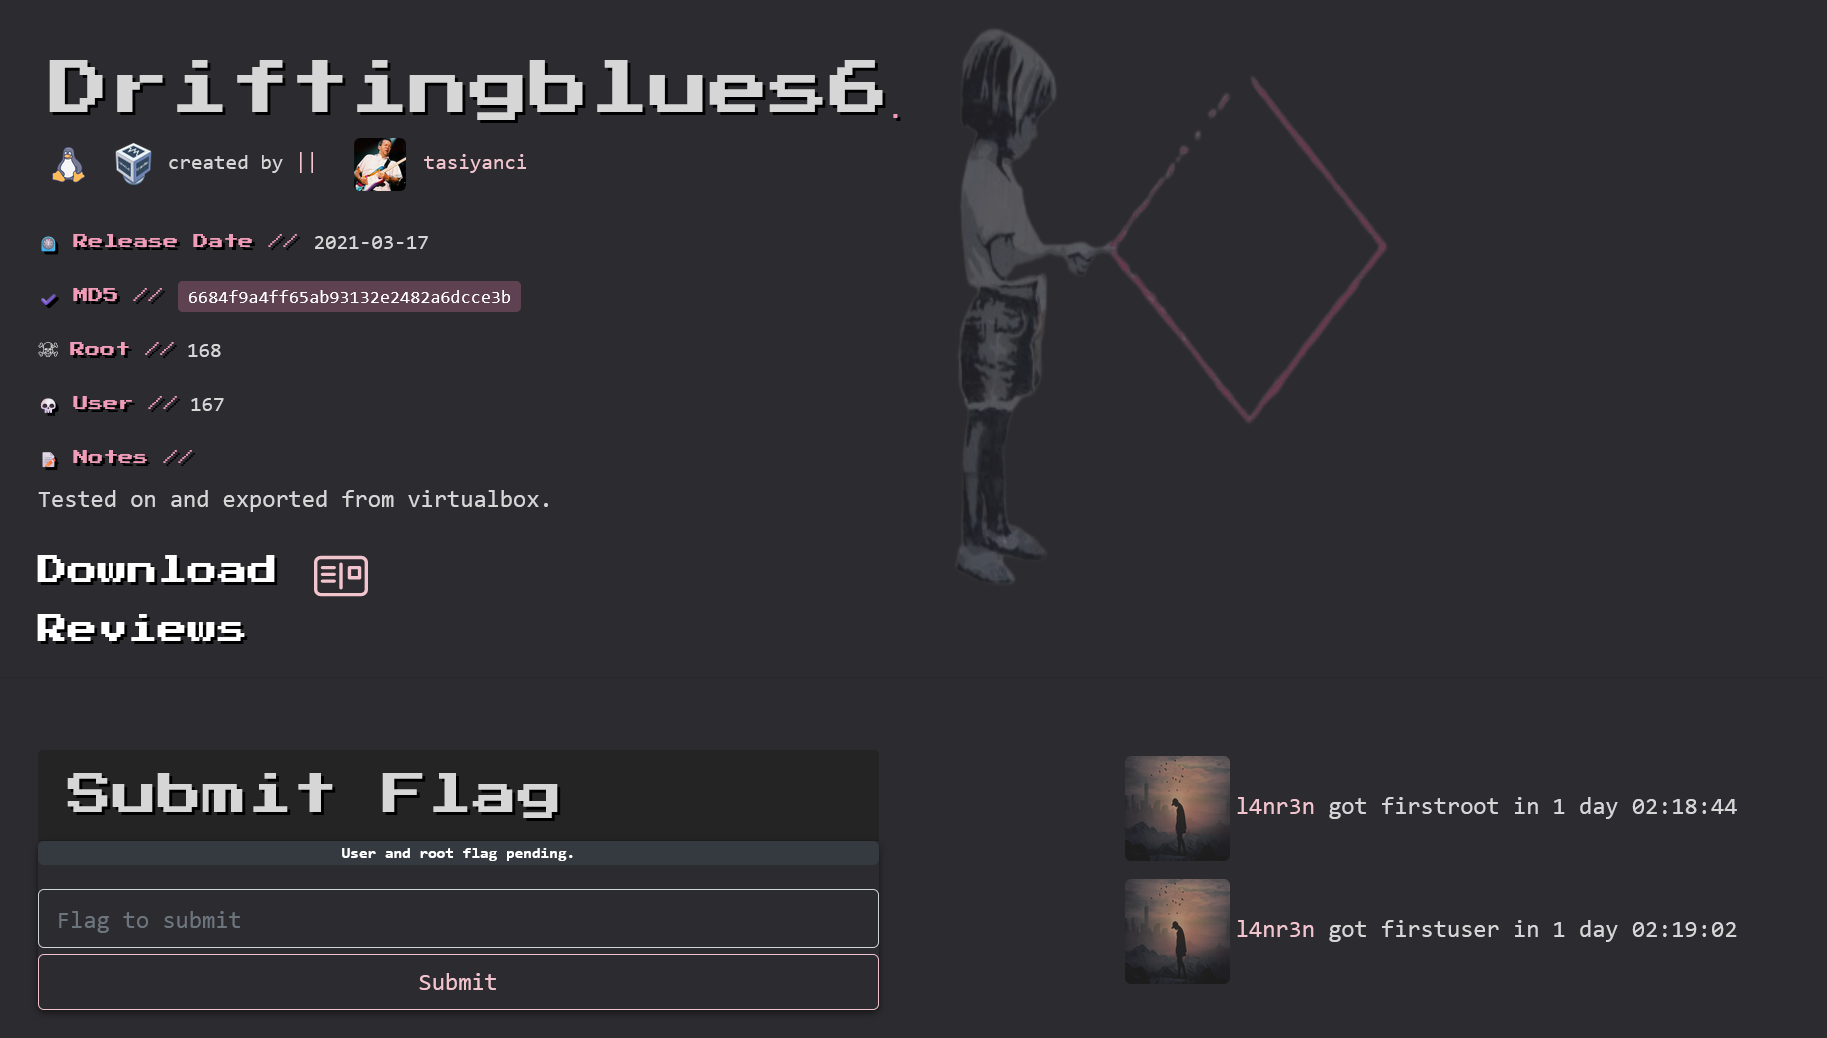 Driftingblues6.
created by || tasiyanci
Release Date // 2021-03-17
MD5 // 6684f9a4ff65ab93132e2482a6dcce3b
Root // 168
User // 167
Notes //
Tested on and exported from virtualbox.
Download
Reviews
Submit Flag
User and root flag pending.
Flag to submit
Submit
l4nr3n got firstroot in 1 day 02:18:44
l4nr3n got firstuser in 1 day 02:19:02